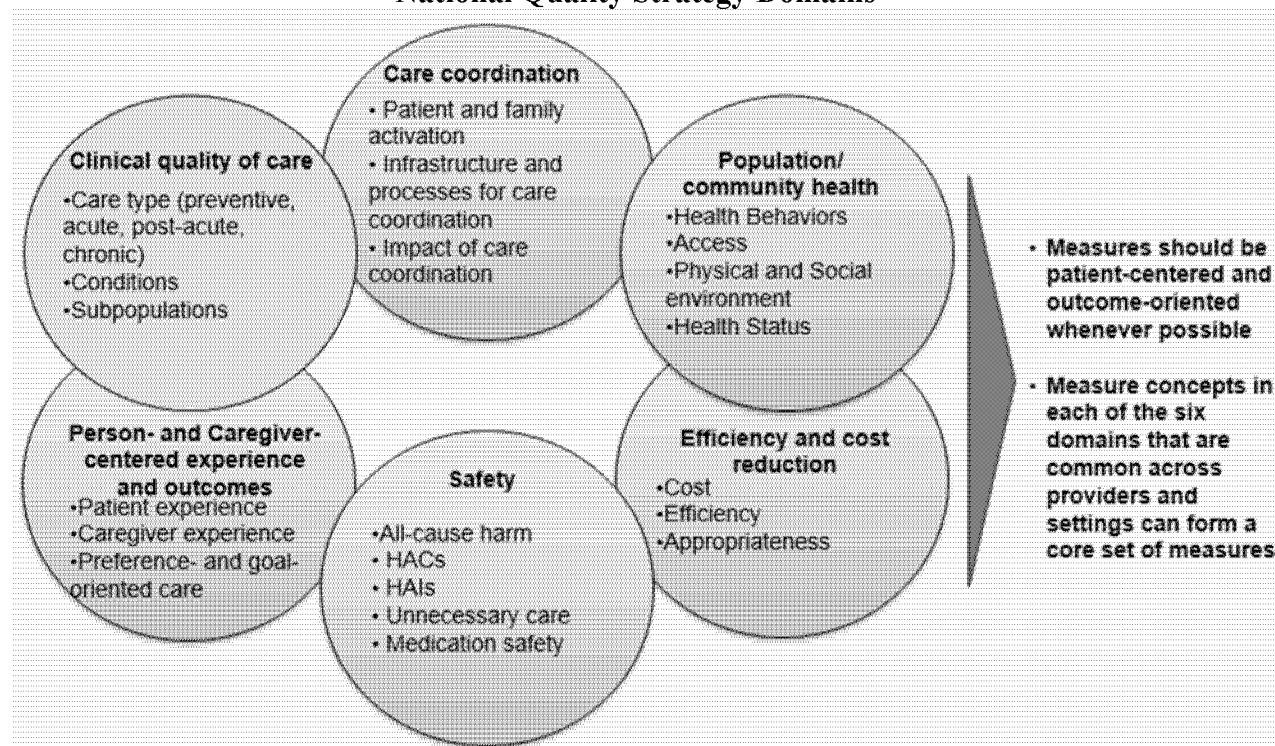 National Quality Strategy Domains
Care coordination
• Patient and family
activation
• Infrastructure and
processes for care
coordination
• Impact of care
coordination
Clinical quality of care
•Care type (preventive,
acute, post-acute,
chronic)
•Conditions
•Subpopulations
Population/
community health
•Health Behaviors
•Access
•Physical and Social
environment
•Health Status
Person- and Caregiver-
centered experience
and outcomes
•Patient experience
•Caregiver experience
•Preference- and goal-
oriented care
Safety
•All-cause harm
• HACs
• HAIs
• Unnecessary care
• Medication safety
Efficiency and cost
reduction
•Cost
•Efficiency
•Appropriateness
• Measures should be
patient-centered and
outcome-oriented
whenever possible
• Measure concepts in
each of the six
domains that are
common across
providers and
settings can form a
core set of measures